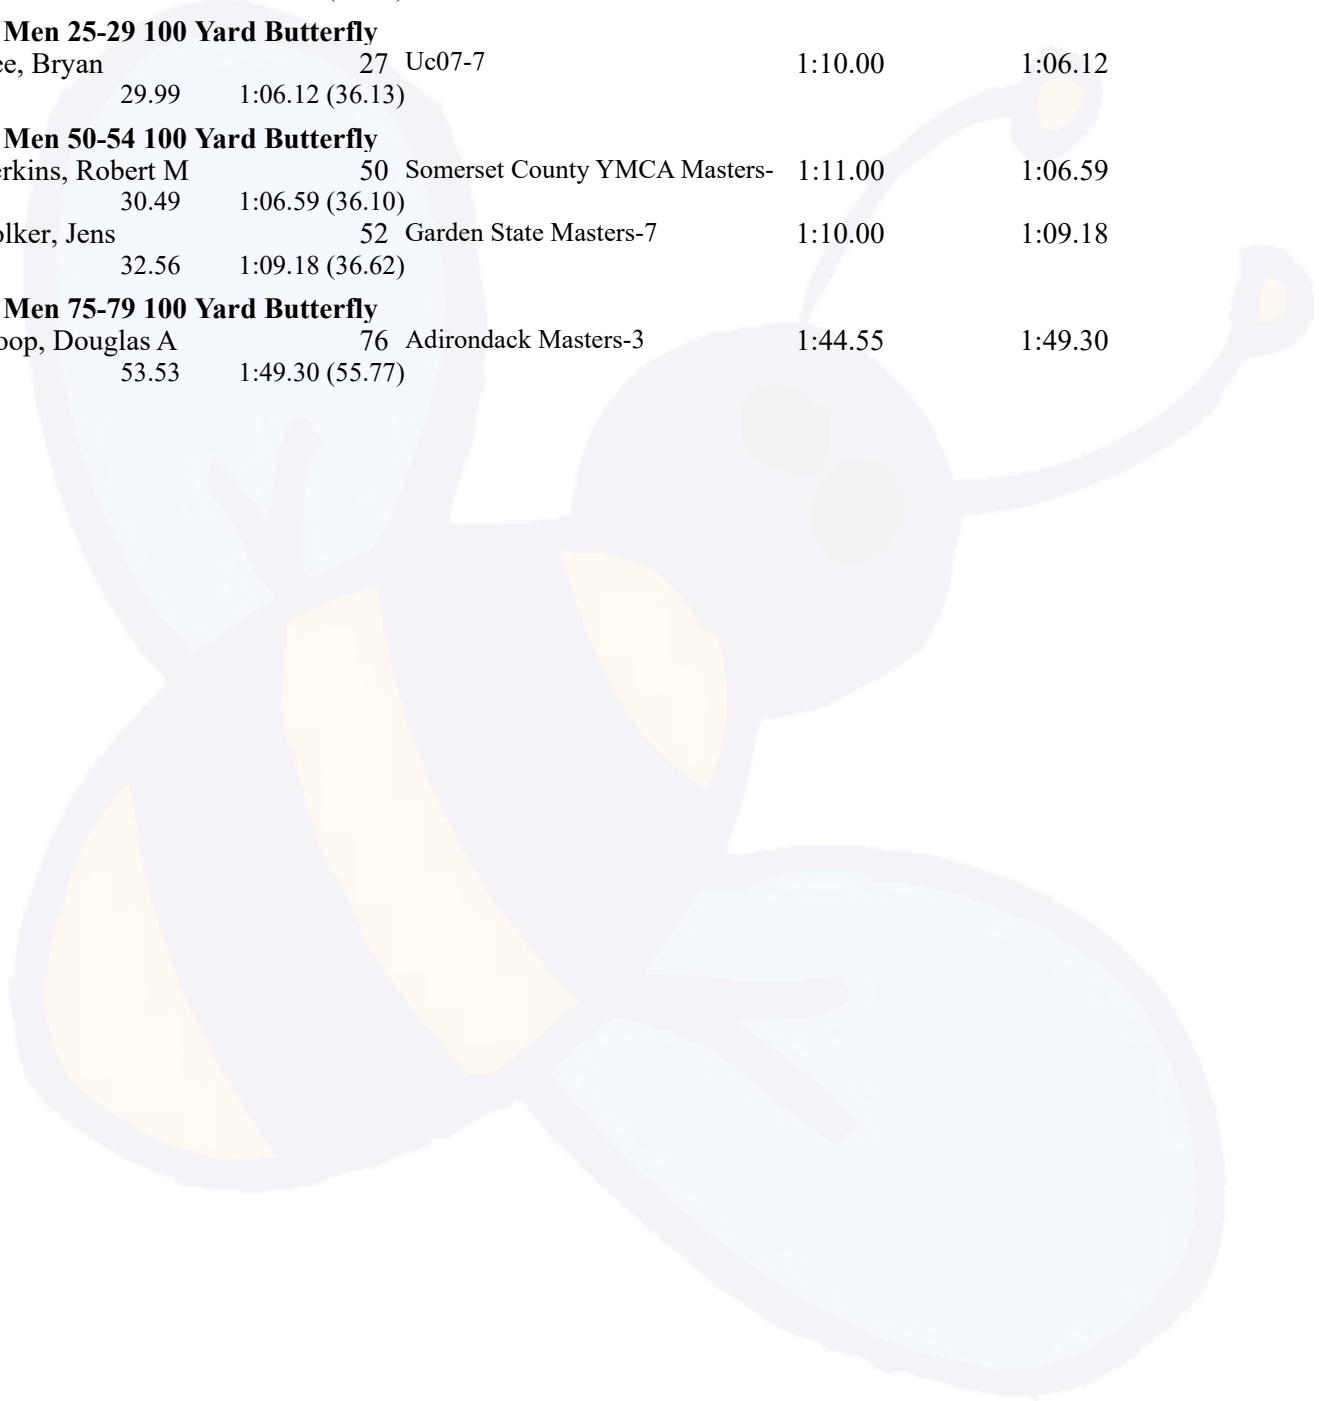 Men 25-29 100 Yard Butterfly
ee, Bryan 27 Uc07-7 1:10.00 1:06.12
29.99 1:06.12 (36.13)
Men 50-54 100 Yard Butterfly
erkins, Robert M 50 Somerset County YMCA Masters- 1:11.00 1:06.59
30.49 1:06.59 (36.10)
olker, Jens 52 Garden State Masters-7 1:10.00 1:09.18
32.56 1:09.18 (36.62)
Men 75-79 100 Yard Butterfly
oop, Douglas A 76 Adirondack Masters-3 1:44.55 1:49.30
53.53 1:49.30 (55.77)